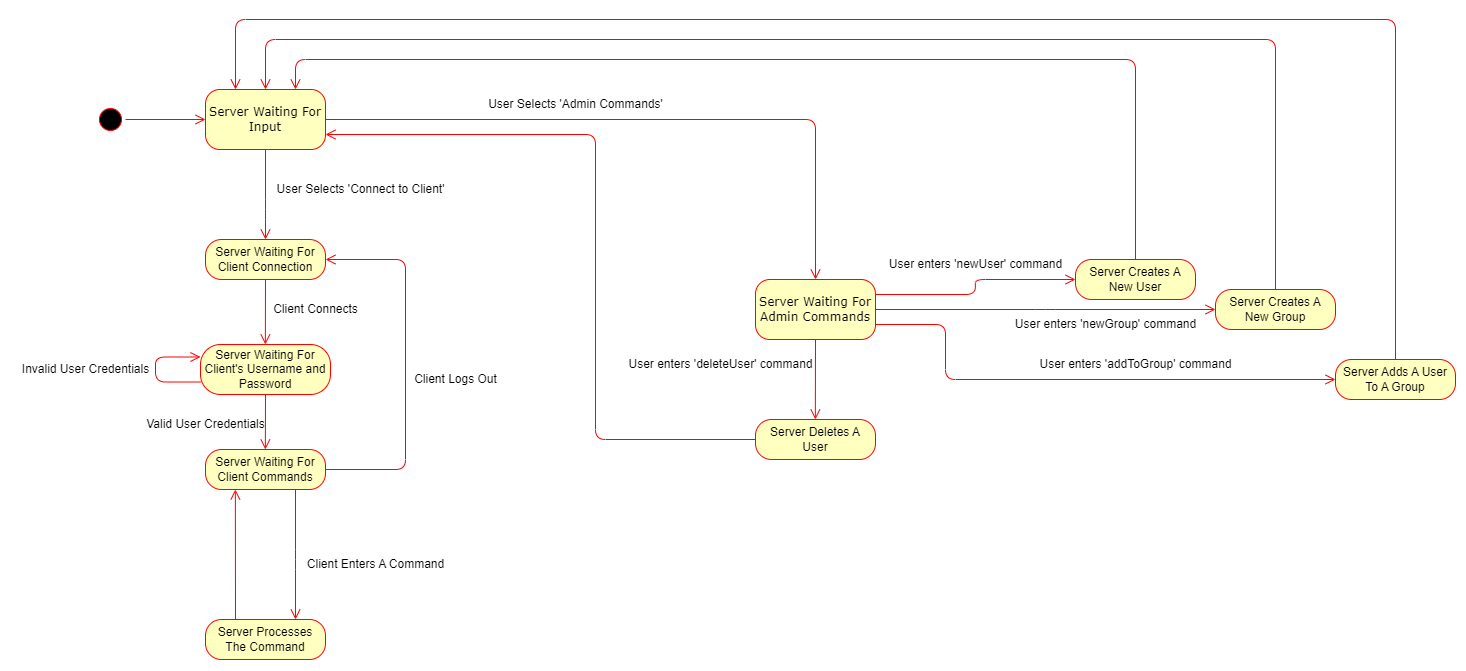 User Selects 'Admin Commands'
Server Waiting For
Input
User Selects 'Connect to Client'
Server Waiting For
Client Connection
User enters 'newUser' command
Server Creates A
New User
Server Waiting For
Admin Commands
Server Creates A
New Group
User enters 'newGroup' command
Client Connects
Server Waiting For
Client's Username and
Password
Invalid User Credentials
User enters 'deleteUser' command
User enters 'addToGroup' command
Server Adds A User
To A Group
Client Logs Out
Valid User Credentials
Server Deletes A
User
Server Waiting For
Client Commands
Client Enters A Command
Server Processes
The Command